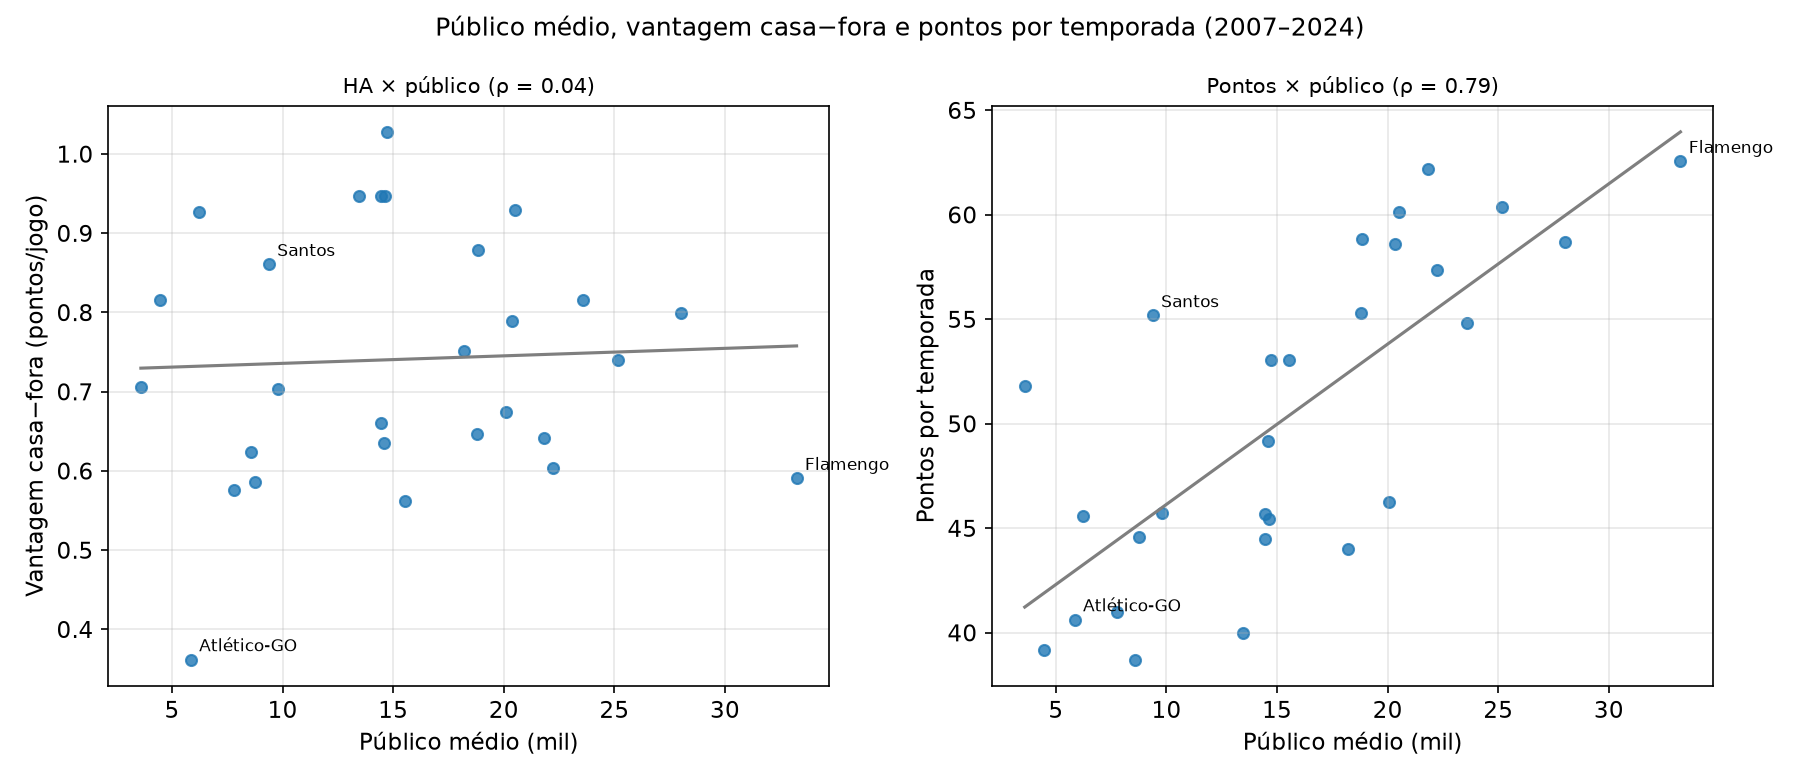 Público médio, vantagem casa−fora e pontos por temporada (2007–2024)
HA × público (ρ = 0.04)
Vantagem casa−fora (pontos/jogo)
1.0
0.9
0.8
0.7
0.6
0.5
0.4
Santos
Flamengo
Atlético-GO
5 10 15 20 25 30
Público médio (mil)
Pontos × público (ρ = 0.79)
Pontos por temporada
65
60
55
50
45
40
Flamengo
Santos
Atlético-GO
5 10 15 20 25 30
Público médio (mil)